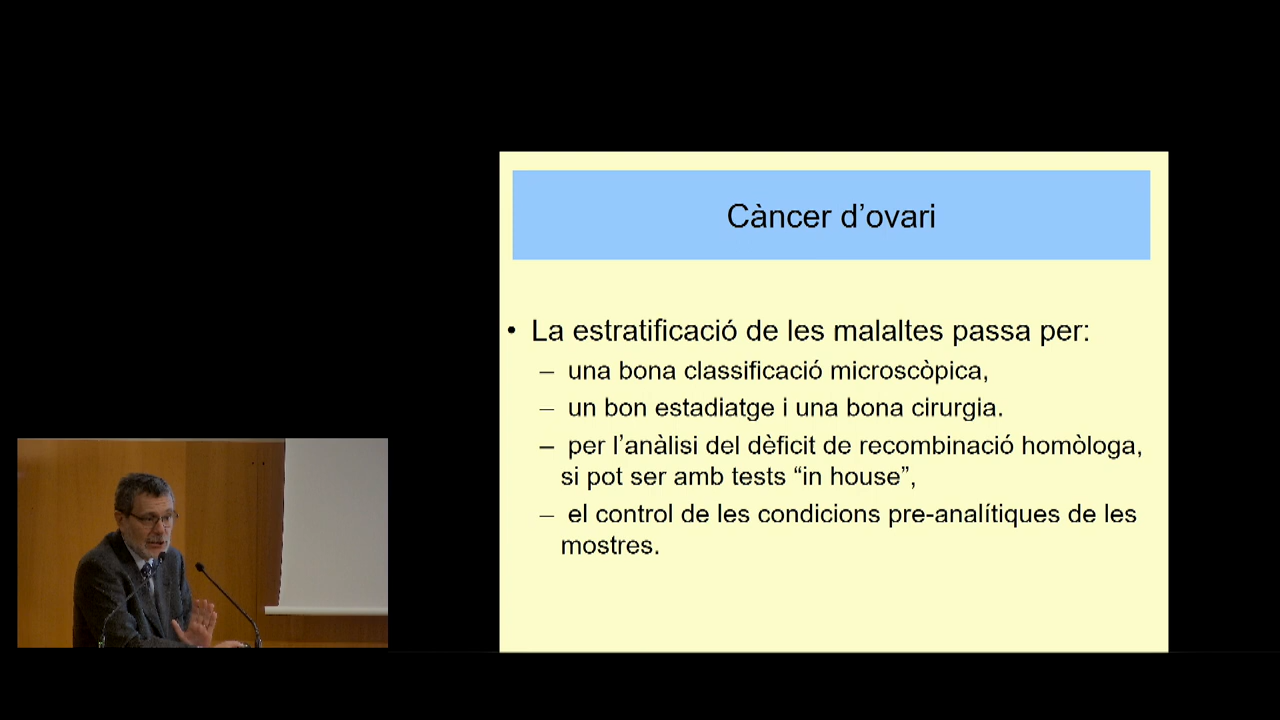 Càncer d’ovari
• La estratificació de les malaltes passa per:
– una bona classificació microscòpica,
– un bon estadiatge i una bona cirurgia.
– per l’anàlisi del dèficit de recombinació homòloga,
si pot ser amb tests “in house”,
– el control de les condicions pre-analítiques de les
mostres.